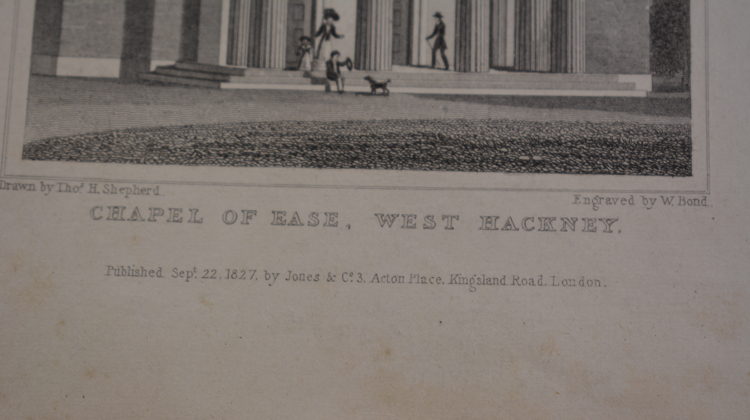 Drawn by Thos. H. Shepherd.
Engraved by W. Bond.
CHAPEL OF EASE, WEST HACKNEY.
Published Sept. 22, 1827, by Jones & Co. 3, Acton Place, Kingsland Road, London.